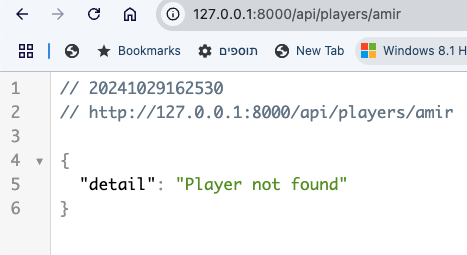 127.0.0.1:8000/api/players/amir
Bookmarks תוספים New Tab Windows 8.1 H
1 // 20241029162530
2 // http://127.0.0.1:8000/api/players/amir
3
4 {
5 "detail": "Player not found"
6 }